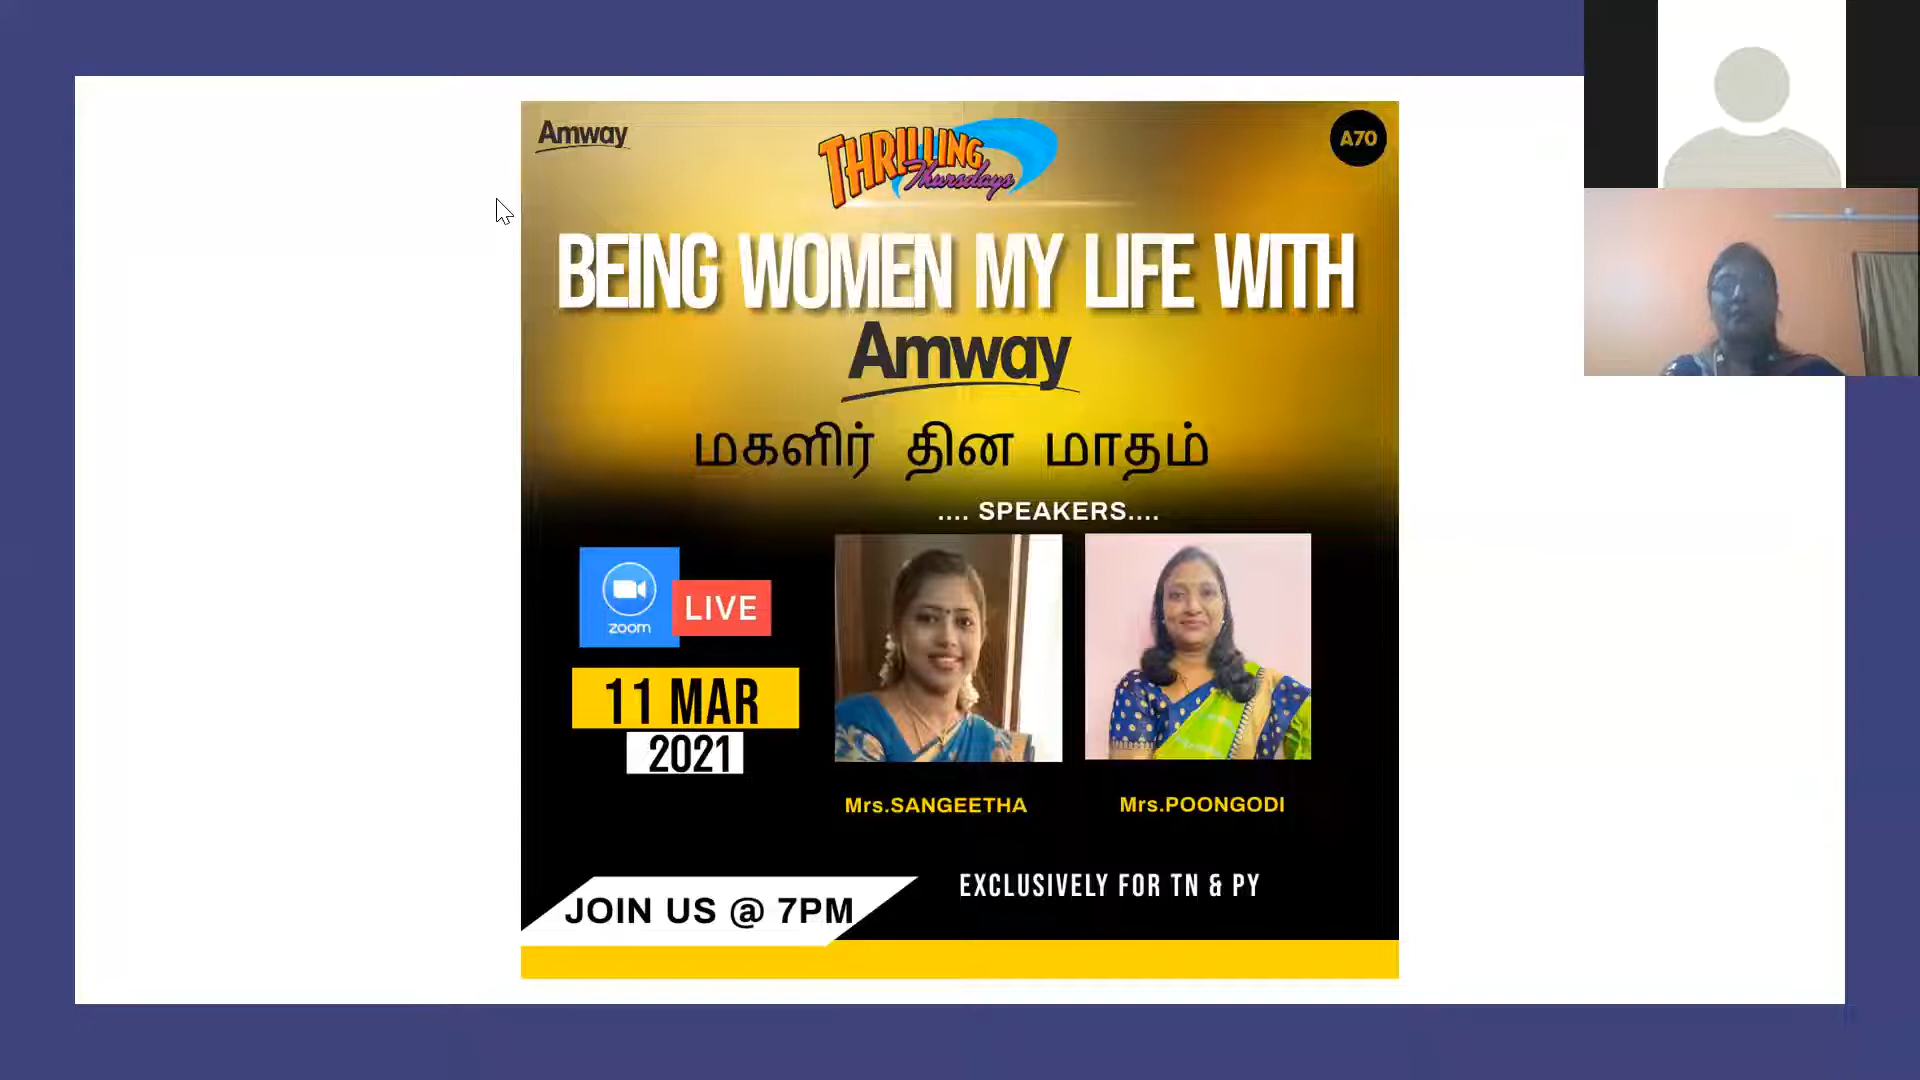 Amway
THRILLING
Thursdays
A70
BEING WOMEN MY LIFE WITH
Amway
மகளிர் தின மாதம்
.... SPEAKERS....
zoom
LIVE
11 MAR
2021
Mrs.SANGEETHA
Mrs.POONGODI
EXCLUSIVELY FOR TN & PY
JOIN US @ 7PM